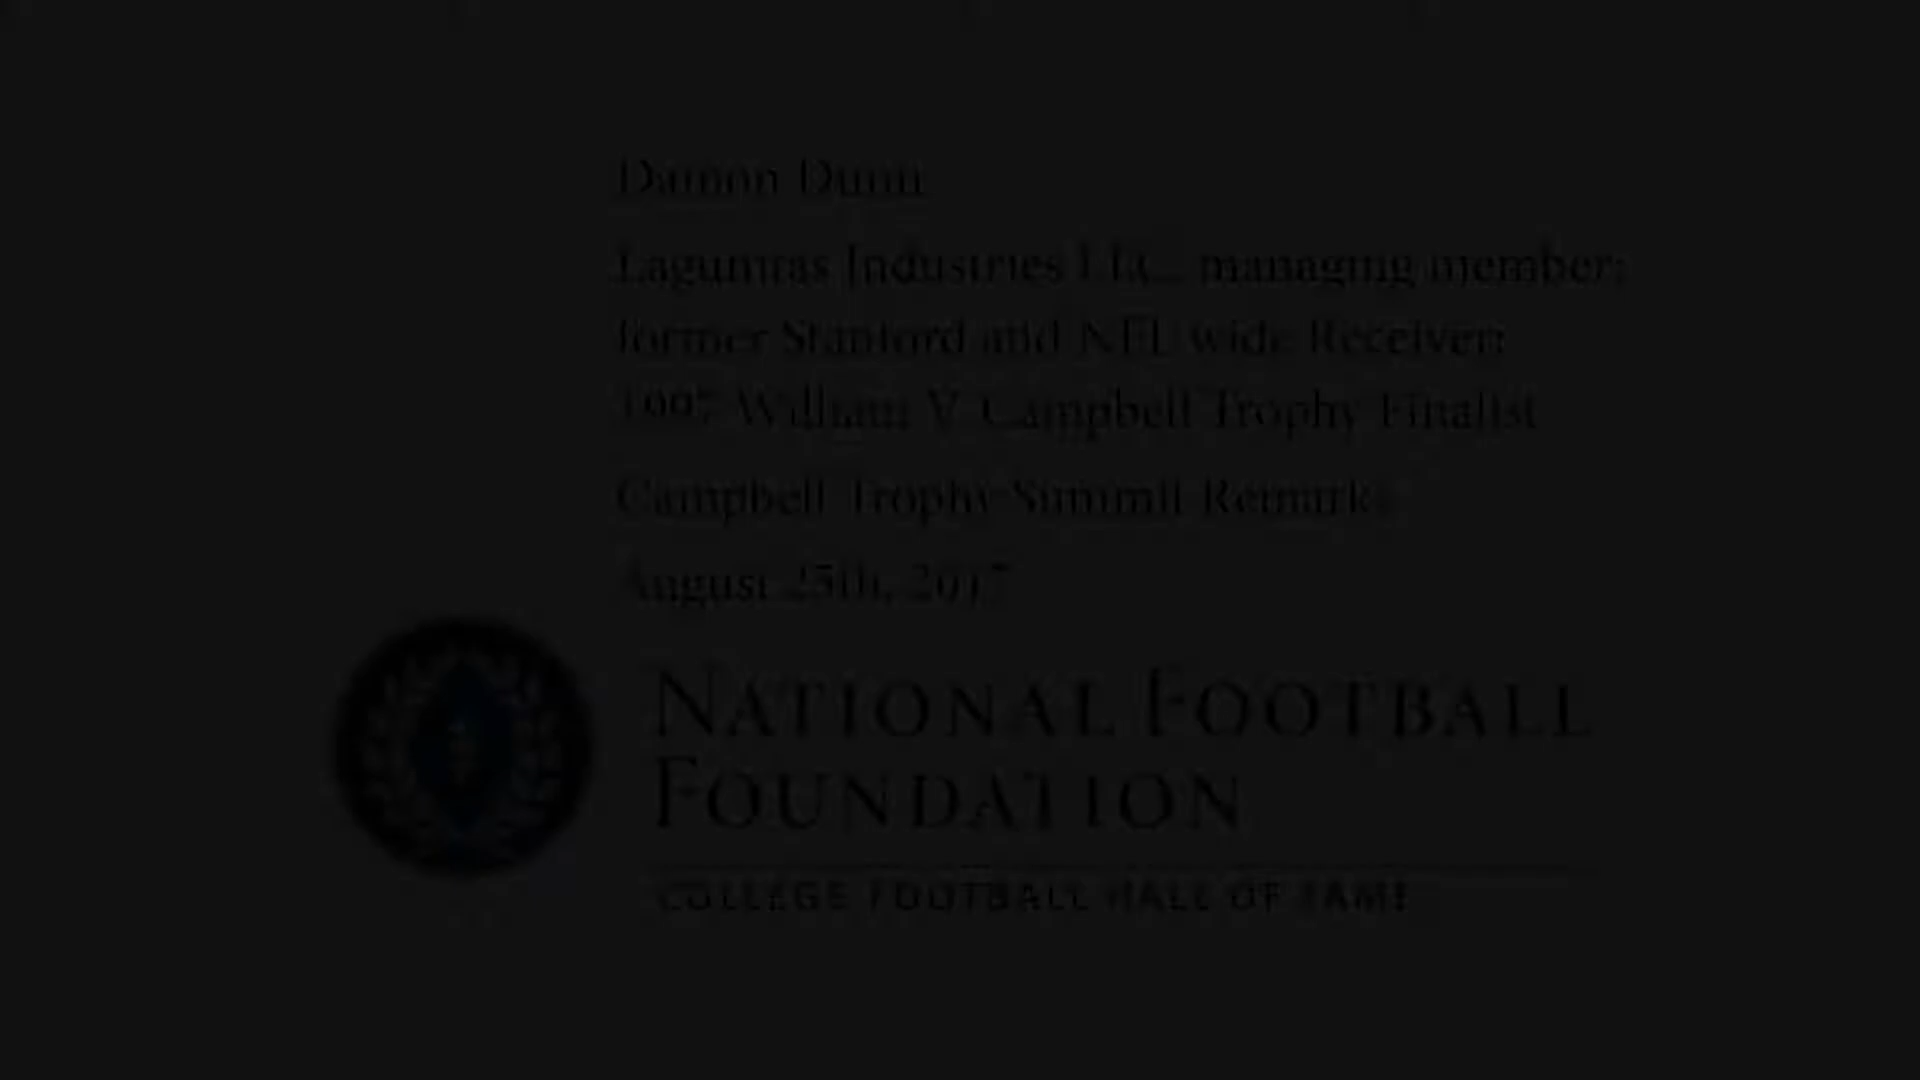 Damon Dunn
Lagunitas Industries LLC, managing member;
former Stanford and NFL wide Receiver;
1997 William V. Campbell Trophy Finalist
Campbell Trophy Summit Remarks
August 25th, 2017
NATIONAL FOOTBALL
FOUNDATION
COLLEGE FOOTBALL HALL OF FAME